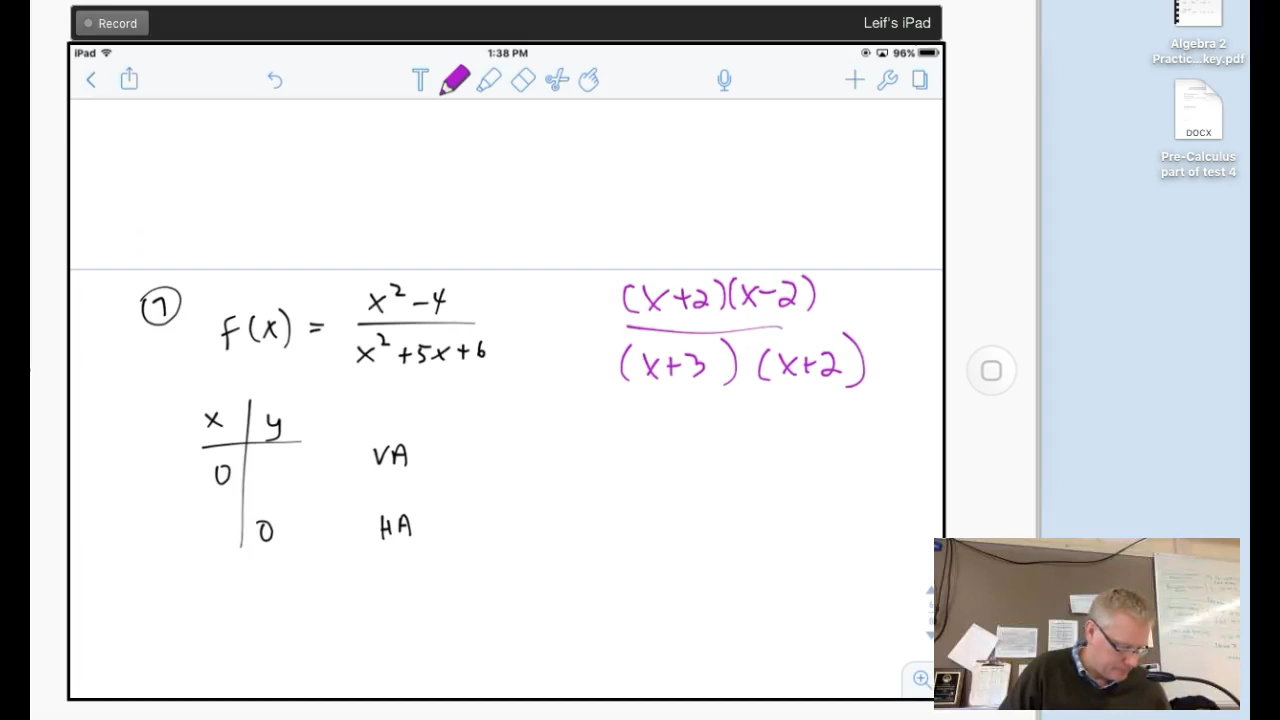 Record
Leif's iPad
iPad
1:38 PM
96%
T
Algebra 2
Practic...key.pdf
DOCX
Pre-Calculus
part of test 4
7
f(x) = x² - 4 / x² + 5x + 6
(x+2)(x-2) / (x+3)(x+2)
x | y
0
VA
0
HA